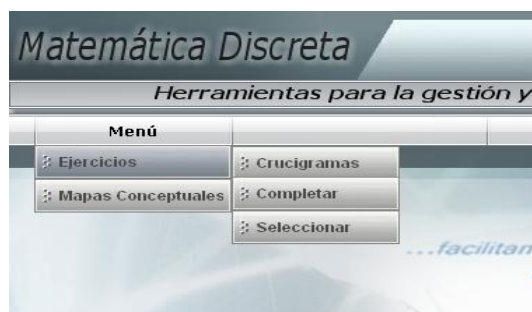 Matemática Discreta
Herramientas para la gestión y
Menú
Ejercicios
Crucigramas
Mapas Conceptuales
Completar
Seleccionar
...facilitan